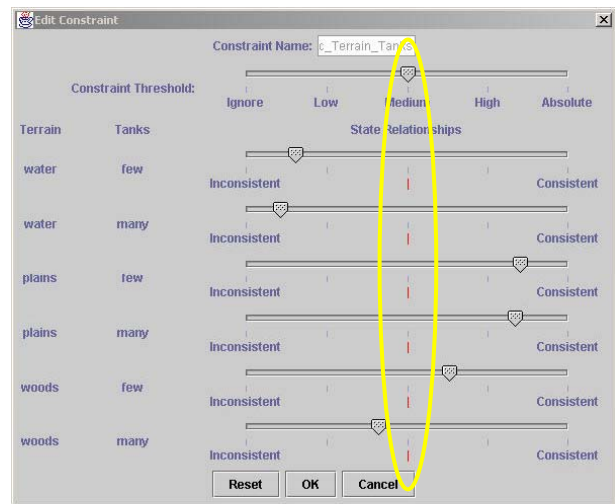 Edit Constraint
Constraint Name: c_Terrain_Tanks
Constraint Threshold:
Ignore Low Medium High Absolute
Terrain Tanks State Relationships
water few
Inconsistent Consistent
water many
Inconsistent Consistent
plains few
Inconsistent Consistent
plains many
Inconsistent Consistent
woods few
Inconsistent Consistent
woods many
Inconsistent Consistent
Reset OK Cancel